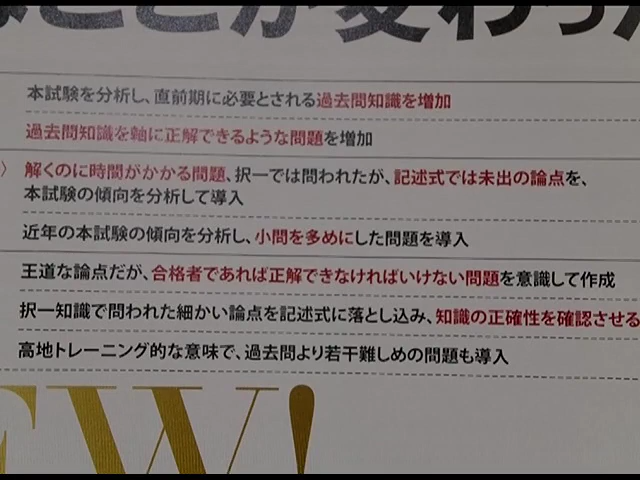 はここが変わった
本試験を分析し、直前期に必要とされる過去問知識を増加
過去問知識を軸に正解できるような問題を増加
〉解くのに時間がかかる問題、択一では問われたが、記述式では未出の論点を、
本試験の傾向を分析して導入
近年の本試験の傾向を分析し、小問を多めにした問題を導入
王道な論点だが、合格者であれば正解できなければいけない問題を意識して作成
択一知識で問われた細かい論点を記述式に落とし込み、知識の正確性を確認させる
高地トレーニング的な意味で、過去問より若干難しめの問題も導入
EW!